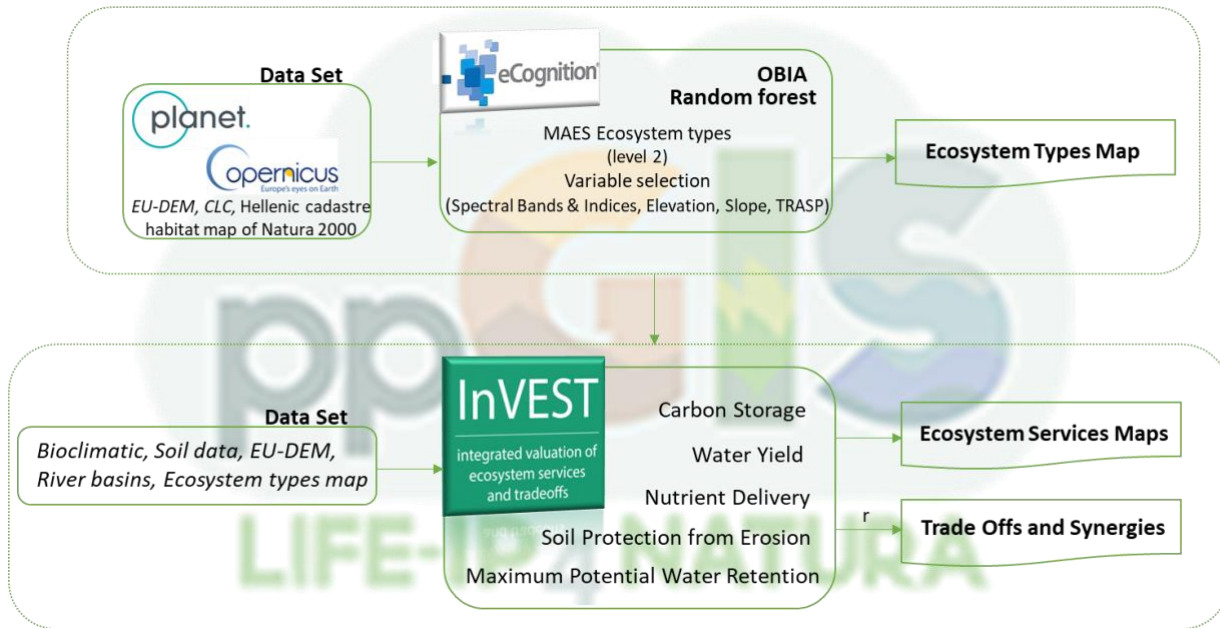 Data Set
planet.
opernicus
Europe's eyes on Earth
EU-DEM, CLC, Hellenic cadastre
habitat map of Natura 2000
eCognition
OBIA
Random forest
MAES Ecosystem types
(level 2)
Variable selection
(Spectral Bands & Indices, Elevation, Slope, TRASP)
Ecosystem Types Map
ppGIS
Data Set
Bioclimatic, Soil data, EU-DEM,
River basins, Ecosystem types map
InVEST
integrated valuation of
ecosystem services
and tradeoffs
Carbon Storage
Water Yield
Nutrient Delivery
Soil Protection from Erosion
Maximum Potential Water Retention
Ecosystem Services Maps
r
Trade Offs and Synergies
LIFE-IP 4 NATURA